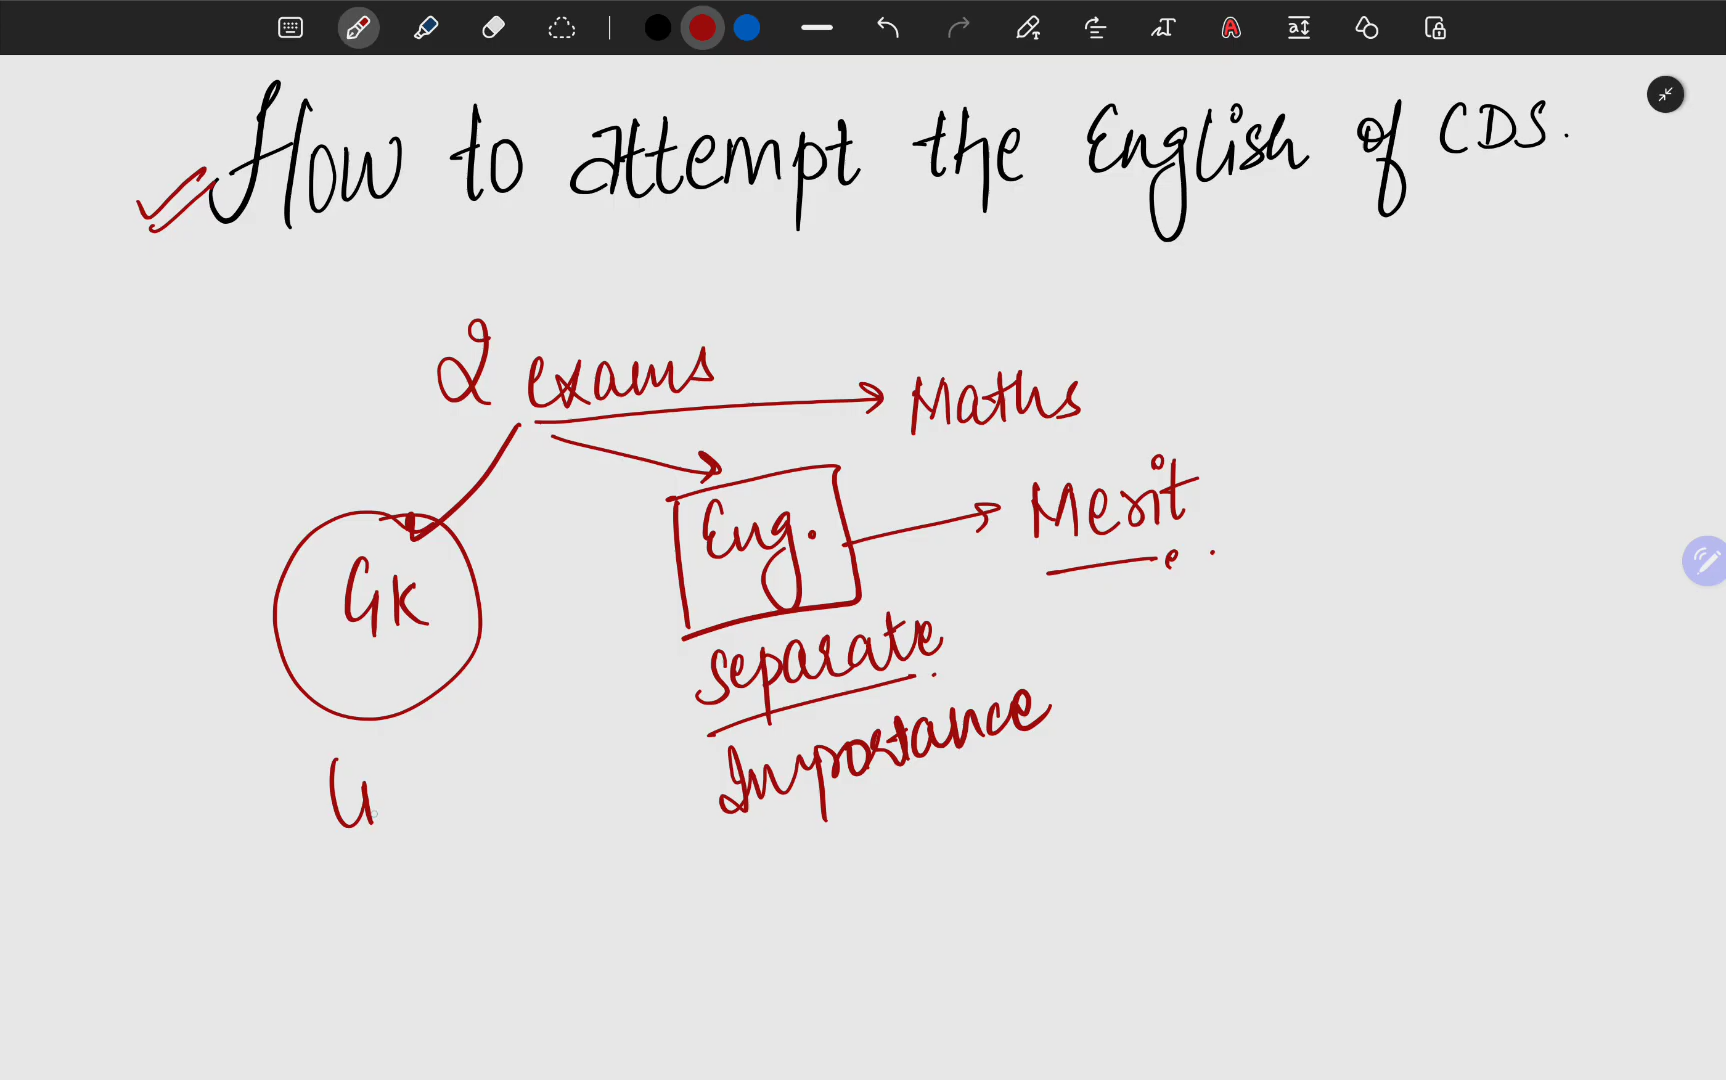 How to attempt the English of CDS.
2 exams
Maths
GK
Eng.
Merit
separate
Importance